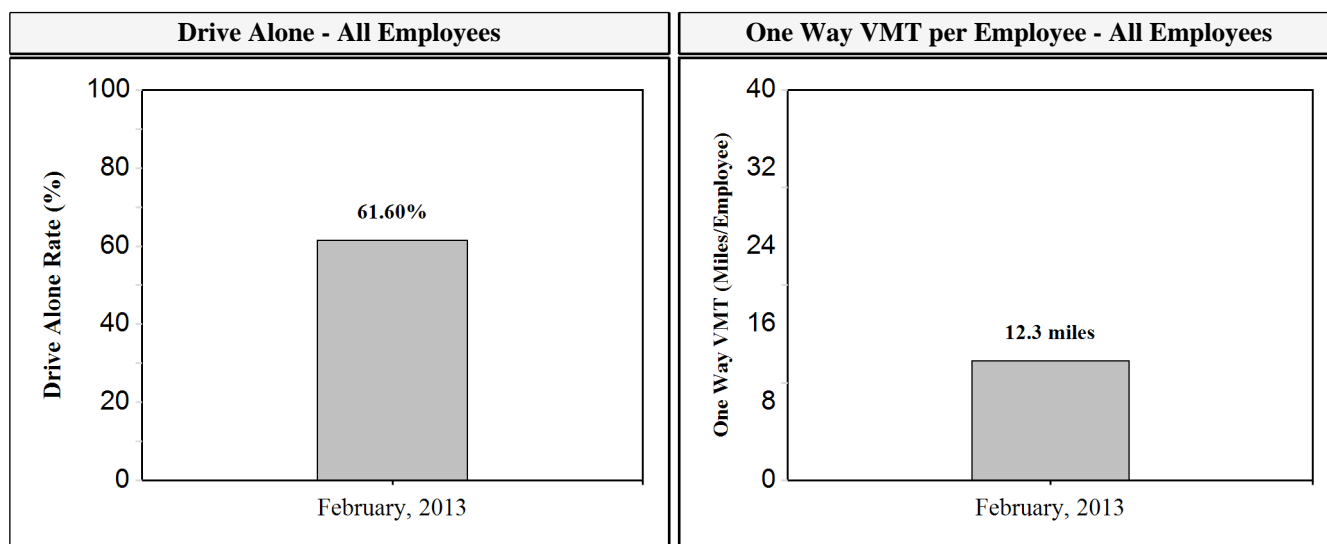 Drive Alone - All Employees
100
80
60
40
20
0
Drive Alone Rate (%)
61.60%
February, 2013
One Way VMT per Employee - All Employees
40
32
24
16
8
0
One Way VMT (Miles/Employee)
12.3 miles
February, 2013